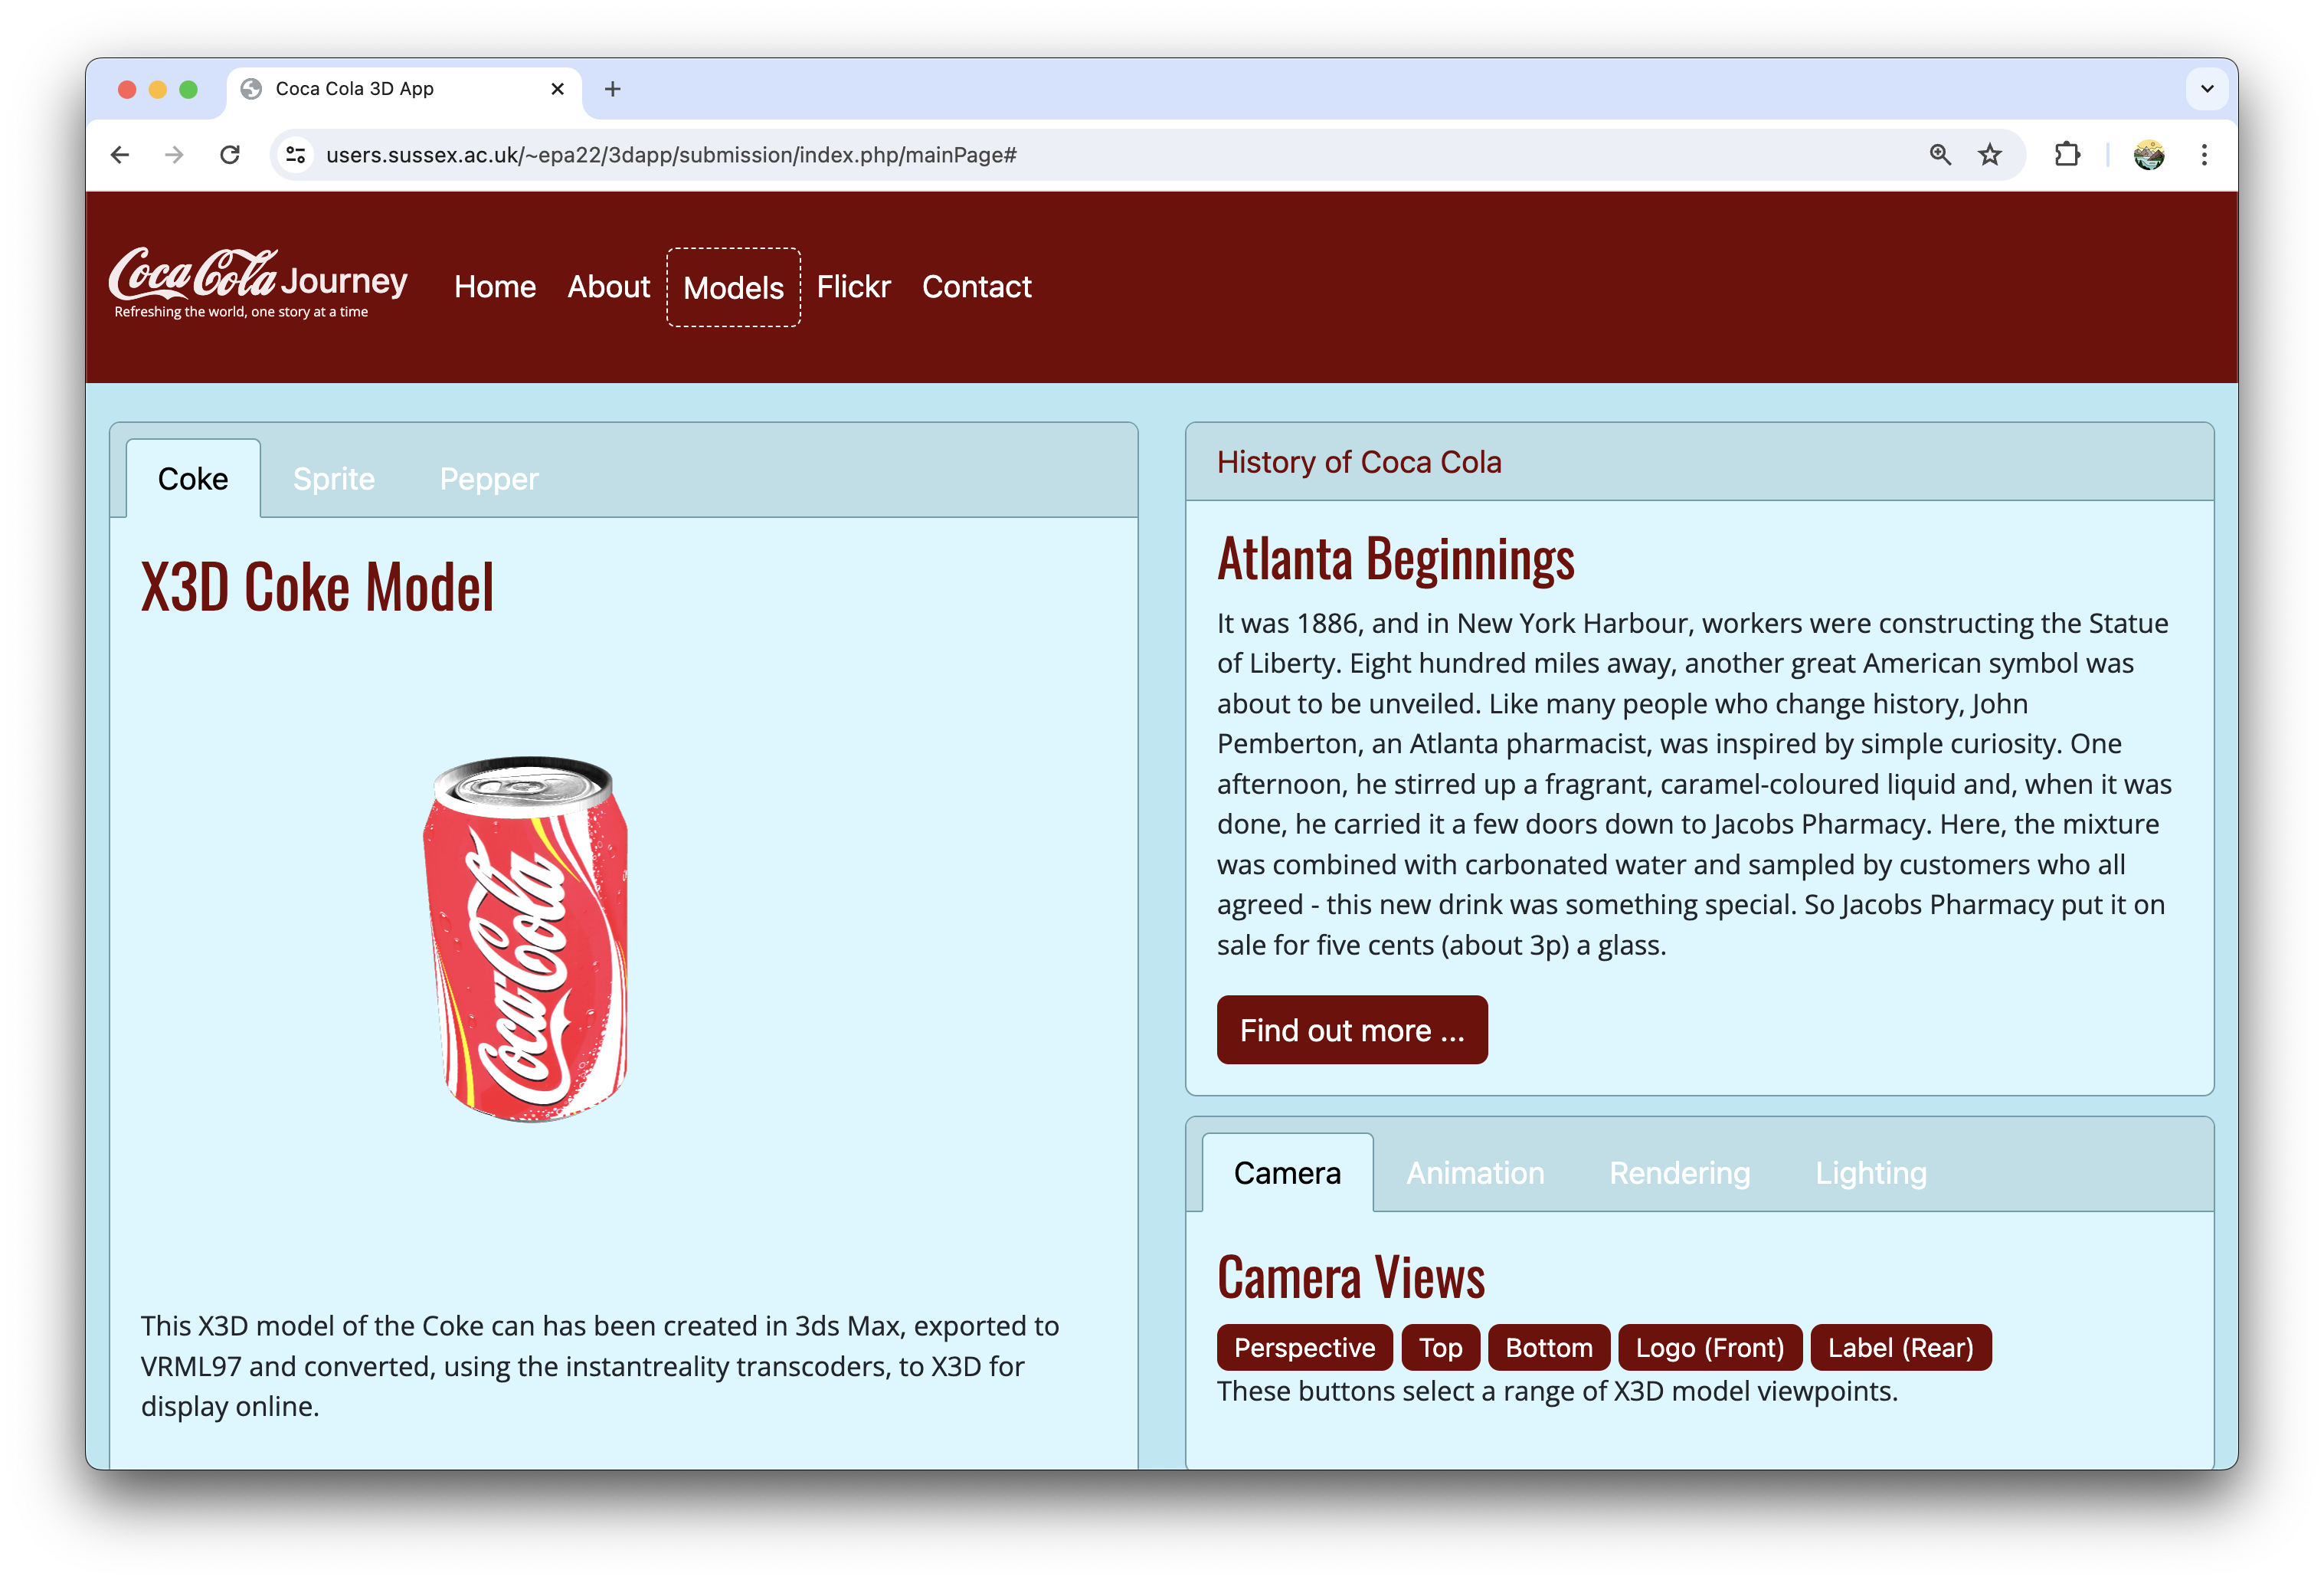 Coca Cola 3D App
users.sussex.ac.uk/~epa22/3dapp/submission/index.php/mainPage#
Coca Cola Journey
Refreshing the world, one story at a time
Home About Models Flickr Contact
Coke Sprite Pepper
X3D Coke Model
Coca Cola
This X3D model of the Coke can has been created in 3ds Max, exported to
VRML97 and converted, using the instantreality transcoders, to X3D for
display online.
History of Coca Cola
Atlanta Beginnings
It was 1886, and in New York Harbour, workers were constructing the Statue
of Liberty. Eight hundred miles away, another great American symbol was
about to be unveiled. Like many people who change history, John
Pemberton, an Atlanta pharmacist, was inspired by simple curiosity. One
afternoon, he stirred up a fragrant, caramel-coloured liquid and, when it was
done, he carried it a few doors down to Jacobs Pharmacy. Here, the mixture
was combined with carbonated water and sampled by customers who all
agreed - this new drink was something special. So Jacobs Pharmacy put it on
sale for five cents (about 3p) a glass.
Find out more ...
Camera Animation Rendering Lighting
Camera Views
Perspective Top Bottom Logo (Front) Label (Rear)
These buttons select a range of X3D model viewpoints.